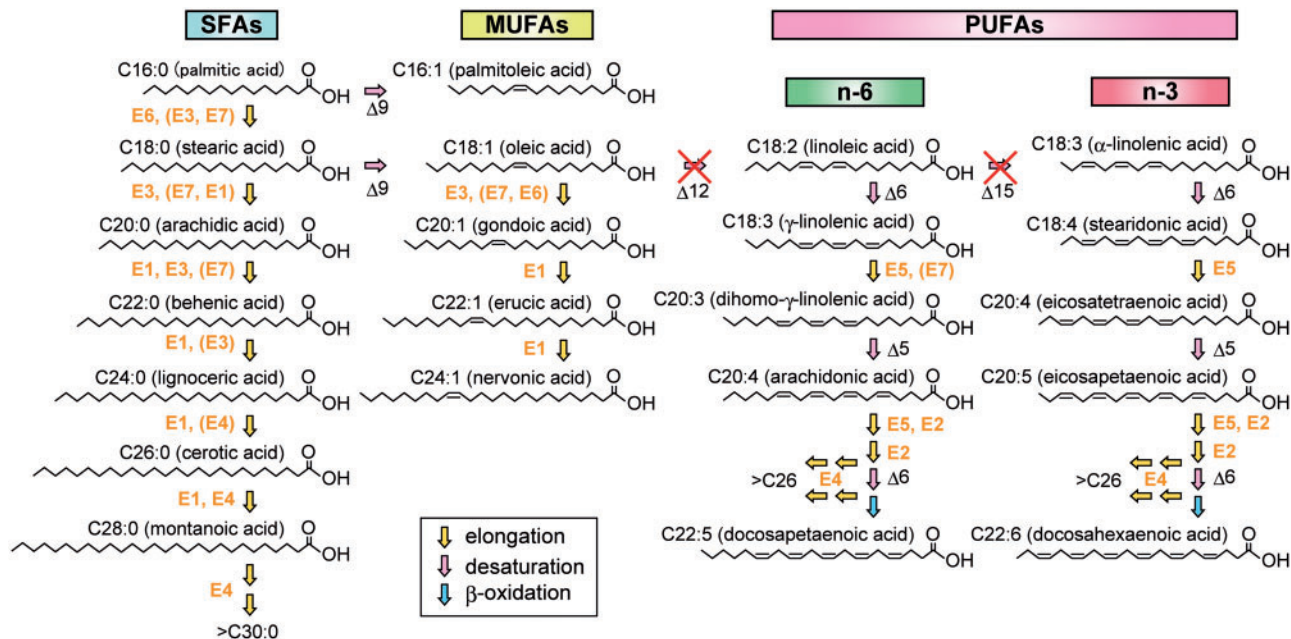 SFAs
MUFAs
PUFAs
n-6
n-3
C16:0 (palmitic acid)
O
OH
E6, (E3, E7)
Δ9
C18:0 (stearic acid)
O
OH
E3, (E7, E1)
Δ9
C20:0 (arachidic acid)
O
OH
E1, E3, (E7)
C22:0 (behenic acid)
O
OH
E1, (E3)
C24:0 (lignoceric acid)
O
OH
E1, (E4)
C26:0 (cerotic acid)
O
OH
E1, E4
C28:0 (montanoic acid)
O
OH
E4
>C30:0
C16:1 (palmitoleic acid)
O
OH
C18:1 (oleic acid)
O
OH
E3, (E7, E6)
Δ12
C20:1 (gondoic acid)
O
OH
E1
C22:1 (erucic acid)
O
OH
E1
C24:1 (nervonic acid)
O
OH
elongation
desaturation
β-oxidation
C18:2 (linoleic acid)
O
OH
Δ6
Δ15
C18:3 (γ-linolenic acid)
O
OH
E5, (E7)
C20:3 (dihomo-γ-linolenic acid)
O
OH
Δ5
C20:4 (arachidonic acid)
O
OH
E5, E2
E2
>C26
E4
Δ6
C22:5 (docosapetaenoic acid)
O
OH
C18:3 (α-linolenic acid)
O
OH
Δ6
C18:4 (stearidonic acid)
O
OH
E5
C20:4 (eicosatetraenoic acid)
O
OH
Δ5
C20:5 (eicosapetaenoic acid)
O
OH
E5, E2
E2
>C26
E4
Δ6
C22:6 (docosahexaenoic acid)
O
OH